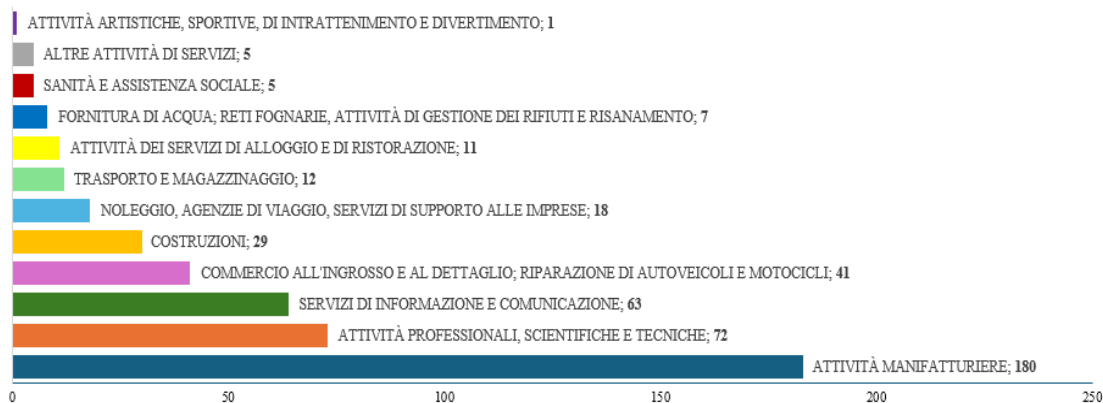 ATTIVITÀ ARTISTICHE, SPORTIVE, DI INTRATTENIMENTO E DIVERTIMENTO; 1
ALTRE ATTIVITÀ DI SERVIZI; 5
SANITÀ E ASSISTENZA SOCIALE; 5
FORNITURA DI ACQUA; RETI FOGNARIE, ATTIVITÀ DI GESTIONE DEI RIFIUTI E RISANAMENTO; 7
ATTIVITÀ DEI SERVIZI DI ALLOGGIO E DI RISTORAZIONE; 11
TRASPORTO E MAGAZZINAGGIO; 12
NOLEGGIO, AGENZIE DI VIAGGIO, SERVIZI DI SUPPORTO ALLE IMPRESE; 18
COSTRUZIONI; 29
COMMERCIO ALL'INGROSSO E AL DETTAGLIO; RIPARAZIONE DI AUTOVEICOLI E MOTOCICLI; 41
SERVIZI DI INFORMAZIONE E COMUNICAZIONE; 63
ATTIVITÀ PROFESSIONALI, SCIENTIFICHE E TECNICHE; 72
ATTIVITÀ MANIFATTURIERE; 180
0 50 100 150 200 250